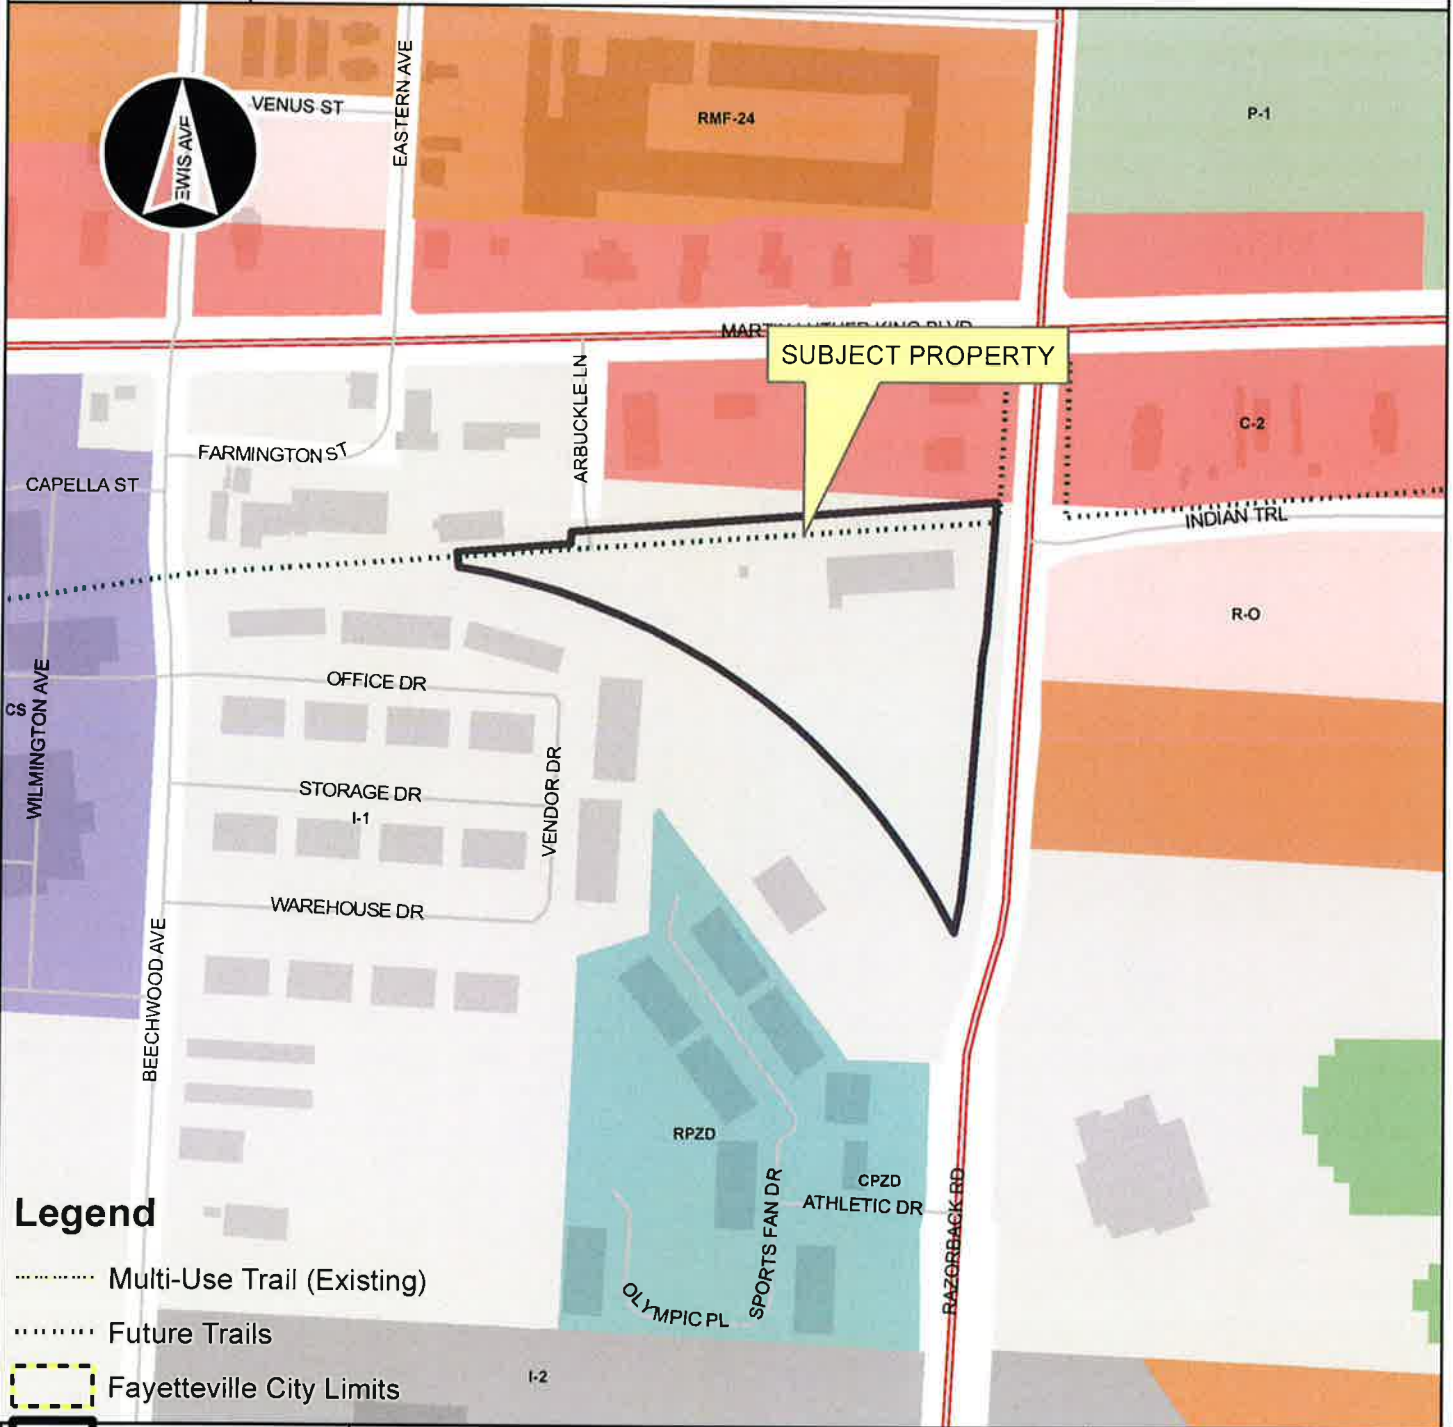 VENUS ST
EASTERN AVE
RMF-24
P-1
EWIS AVE
SUBJECT PROPERTY
ARBUCKLE LN
C-2
FARMINGTON ST
CAPELLA ST
INDIAN TRL
R-O
OFFICE DR
CS
WILMINGTON AVE
VENDOR DR
STORAGE DR
I-1
WAREHOUSE DR
BEECHWOOD AVE
RPZD
CPZD
ATHLETIC DR
SPORTS FAN DR
RAZORBACK RD
OLYMPIC PL
I-2
Legend
Multi-Use Trail (Existing)
Future Trails
Fayetteville City Limits